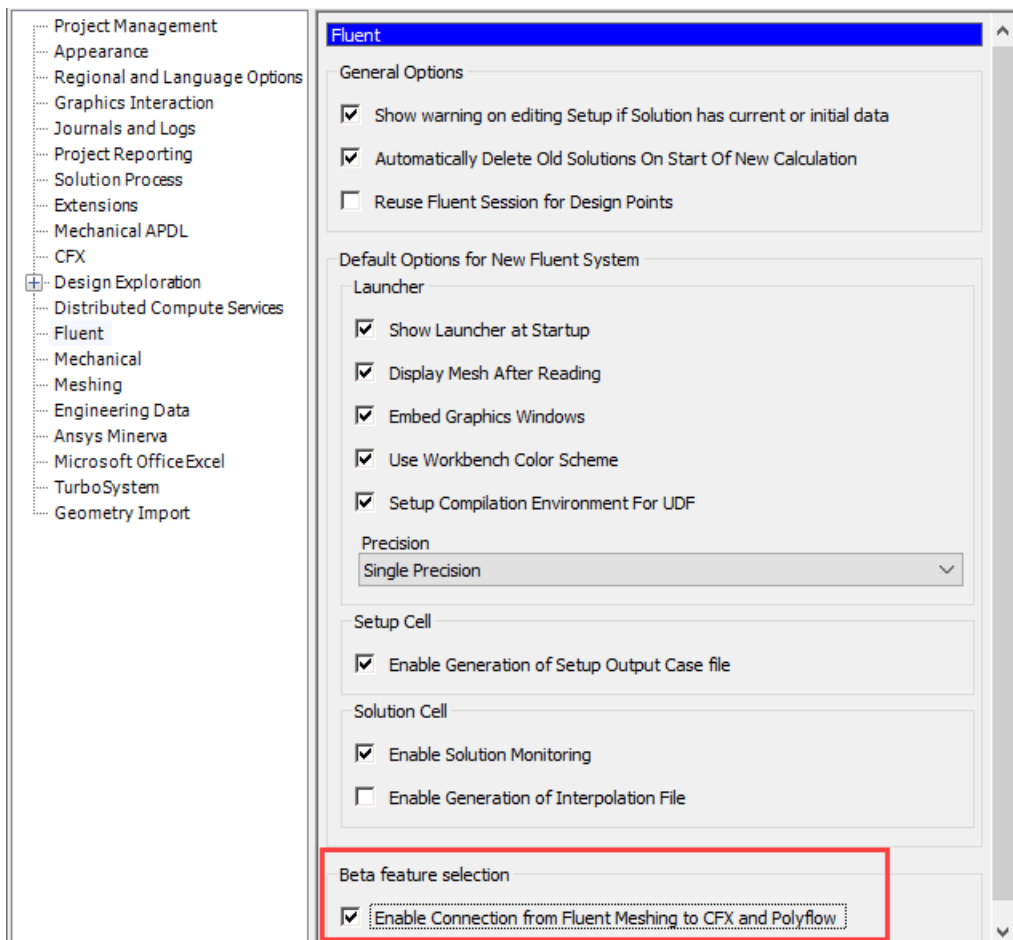 Project Management
Appearance
Regional and Language Options
Graphics Interaction
Journals and Logs
Project Reporting
Solution Process
Extensions
Mechanical APDL
CFX
Design Exploration
Distributed Compute Services
Fluent
Mechanical
Meshing
Engineering Data
Ansys Minerva
Microsoft Office Excel
TurboSystem
Geometry Import
Fluent
General Options
Show warning on editing Setup if Solution has current or initial data
Automatically Delete Old Solutions On Start Of New Calculation
Reuse Fluent Session for Design Points
Default Options for New Fluent System
Launcher
Show Launcher at Startup
Display Mesh After Reading
Embed Graphics Windows
Use Workbench Color Scheme
Setup Compilation Environment For UDF
Precision
Single Precision
Setup Cell
Enable Generation of Setup Output Case file
Solution Cell
Enable Solution Monitoring
Enable Generation of Interpolation File
Beta feature selection
Enable Connection from Fluent Meshing to CFX and Polyflow